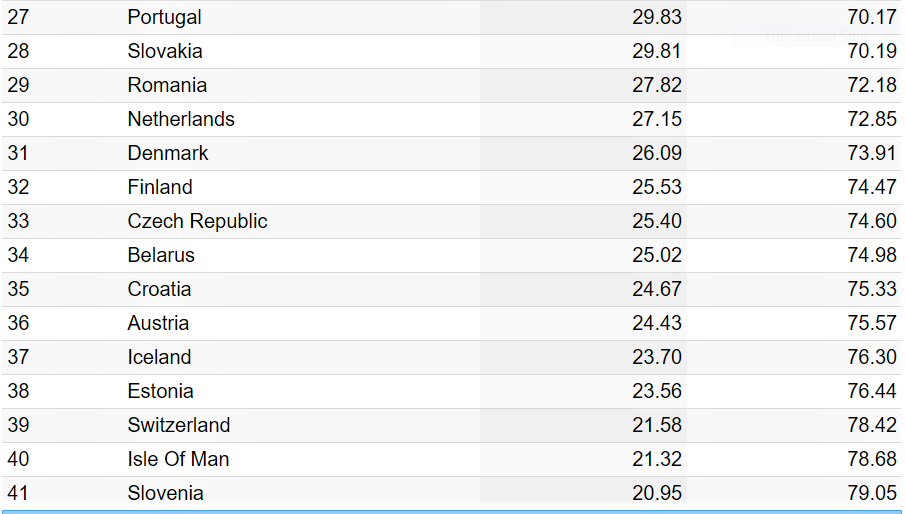 27 Portugal 29.83 70.17
28 Slovakia 29.81 70.19
29 Romania 27.82 72.18
30 Netherlands 27.15 72.85
31 Denmark 26.09 73.91
32 Finland 25.53 74.47
33 Czech Republic 25.40 74.60
34 Belarus 25.02 74.98
35 Croatia 24.67 75.33
36 Austria 24.43 75.57
37 Iceland 23.70 76.30
38 Estonia 23.56 76.44
39 Switzerland 21.58 78.42
40 Isle Of Man 21.32 78.68
41 Slovenia 20.95 79.05